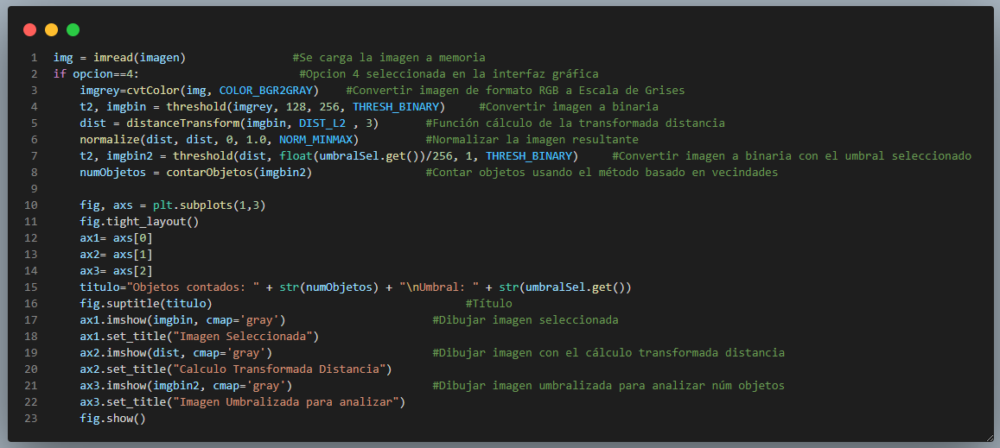 1 img = imread(imagen) #Se carga la imagen a memoria
2 if opcion==4: #Opcion 4 seleccionada en la interfaz gráfica
3 imgrey=cvtColor(img, COLOR_BGR2GRAY) #Convertir imagen de formato RGB a Escala de Grises
4 t2, imgbin = threshold(imgrey, 128, 256, THRESH_BINARY) #Convertir imagen a binaria
5 dist = distanceTransform(imgbin, DIST_L2 , 3) #Función cálculo de la transformada distancia
6 normalize(dist, dist, 0, 1.0, NORM_MINMAX) #Normalizar la imagen resultante
7 t2, imgbin2 = threshold(dist, float(umbralSel.get())/256, 1, THRESH_BINARY) #Convertir imagen a binaria con el umbral seleccionado
8 numObjetos = contarObjetos(imgbin2) #Contar objetos usando el método basado en vecindades
9
10 fig, axs = plt.subplots(1,3)
11 fig.tight_layout()
12 ax1= axs[0]
13 ax2= axs[1]
14 ax3= axs[2]
15 titulo="Objetos contados: " + str(numObjetos) + "\nUmbral: " + str(umbralSel.get())
16 fig.suptitle(titulo) #Título
17 ax1.imshow(imgbin, cmap='gray') #Dibujar imagen seleccionada
18 ax1.set_title("Imagen Seleccionada")
19 ax2.imshow(dist, cmap='gray') #Dibujar imagen con el cálculo transformada distancia
20 ax2.set_title("Calculo Transformada Distancia")
21 ax3.imshow(imgbin2, cmap='gray') #Dibujar imagen umbralizada para analizar núm objetos
22 ax3.set_title("Imagen Umbralizada para analizar")
23 fig.show()